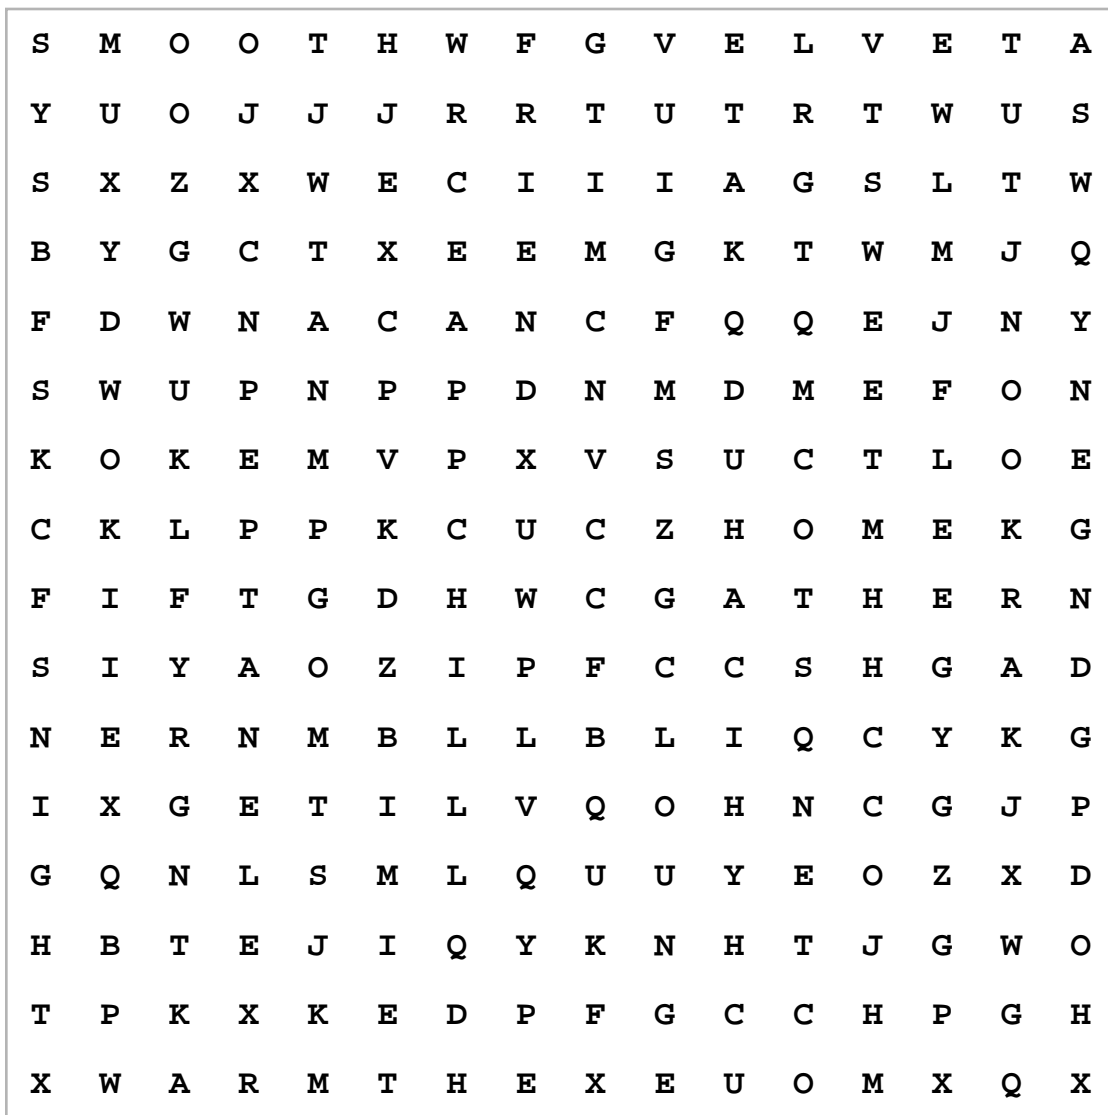 S M O O T H W F G V E L V E T A
Y U O J J J R R T U T R T W U S
S X Z X W E C I I I A G S L T W
B Y G C T X E E M G K T W M J Q
F D W N A C A N C F Q Q E J N Y
S W U P N P P D N M D M E F O N
K O K E M V P X V S U C T L O E
C K L P P K C U C Z H O M E K G
F I F T G D H W C G A T H E R N
S I Y A O Z I P F C C S H G A D
N E R N M B L L B L I Q C Y K G
I X G E T I L V Q O H N C G J P
G Q N L S M L Q U U Y E O Z X D
H B T E J I Q Y K N H T J G W O
T P K X K E D P F G C C H P G H
X W A R M T H E X E U O M X Q X